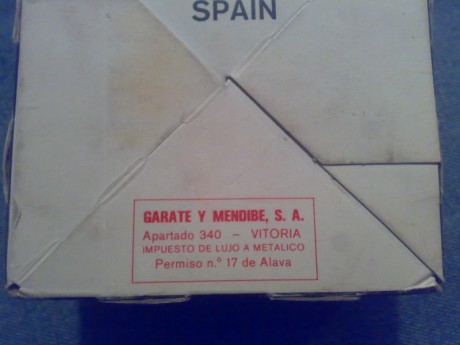 SPAIN
GARATE Y MENDIBE, S. A.
Apartado 340 - VITORIA
IMPUESTO DE LUJO A METALICO
Permiso n.º 17 de Alava